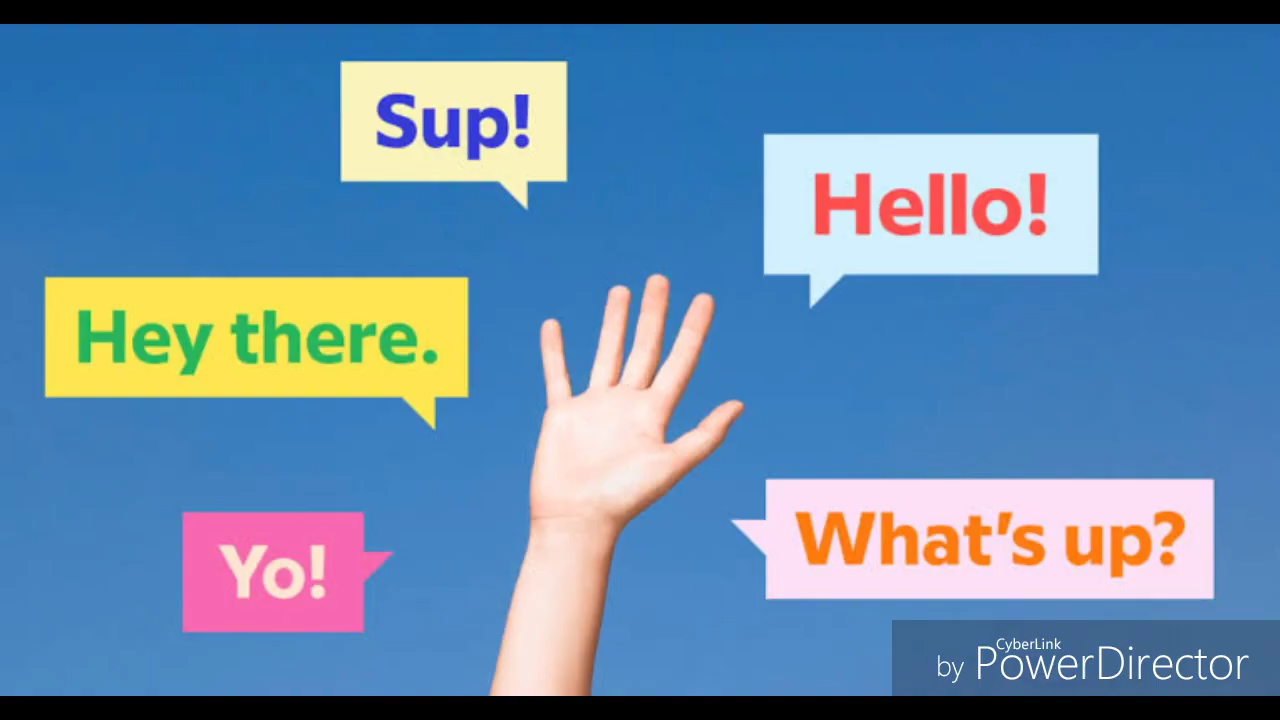 Sup!
Hello!
Hey there.
What's up?
Yo!
CyberLink
by PowerDirector